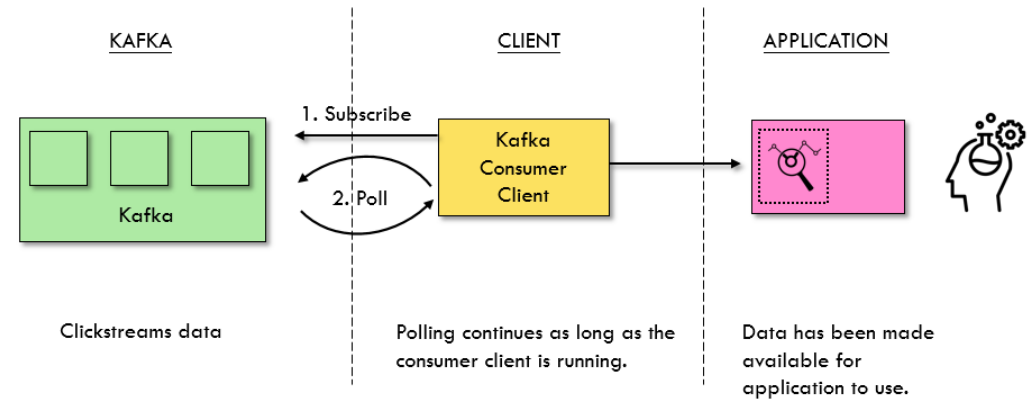 KAFKA
CLIENT
APPLICATION
1. Subscribe
Kafka
Consumer
Client
2. Poll
Kafka
Clickstreams data
Polling continues as long as the
consumer client is running.
Data has been made
available for
application to use.